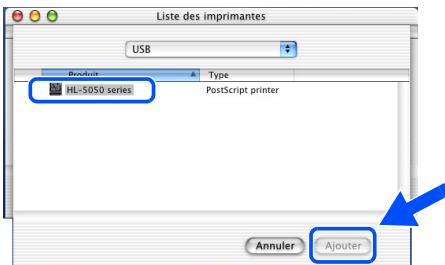 Liste des imprimantes
USB
Produit Type
HL-5050 series PostScript printer
Annuler Ajouter